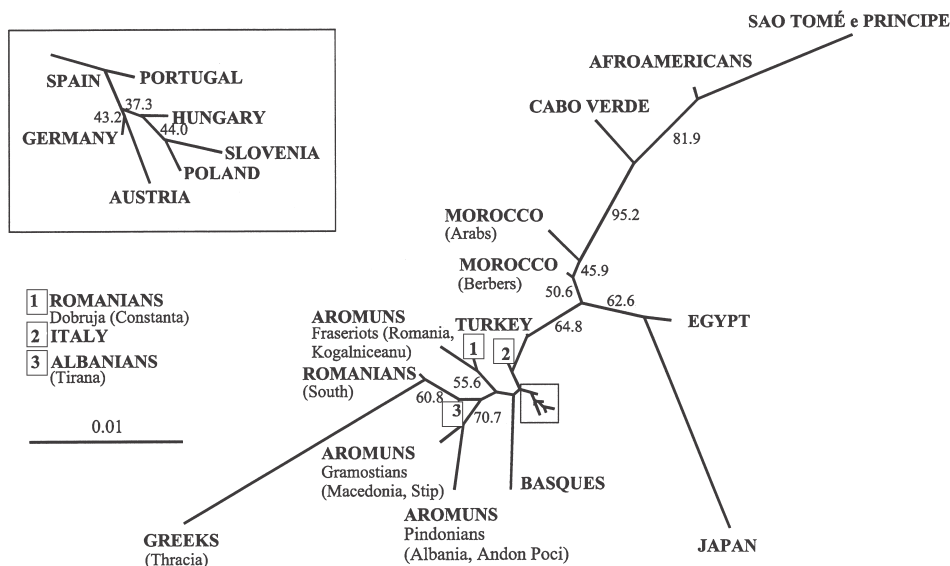 SAO TOMÉ e PRINCIPE
AFROAMERICANS
CABO VERDE
81.9
95.2
SPAIN
PORTUGAL
37.3
43.2
HUNGARY
44.0
GERMANY
SLOVENIA
POLAND
AUSTRIA
MOROCCO
(Arabs)
45.9
MOROCCO
(Berbers)
50.6
62.6
EGYPT
64.8
1 ROMANIANS
Dobruja (Constanta)
2 ITALY
3 ALBANIANS
(Tirana)
0.01
AROMUNS
Fraseriots (Romania,
Kogalniceanu)
TURKEY
1
2
ROMANIANS
(South)
55.6
60.8
3
70.7
AROMUNS
Gramostians
(Macedonia, Stip)
BASQUES
AROMUNS
Pindonians
(Albania, Andon Poci)
GREEKS
(Thracia)
JAPAN